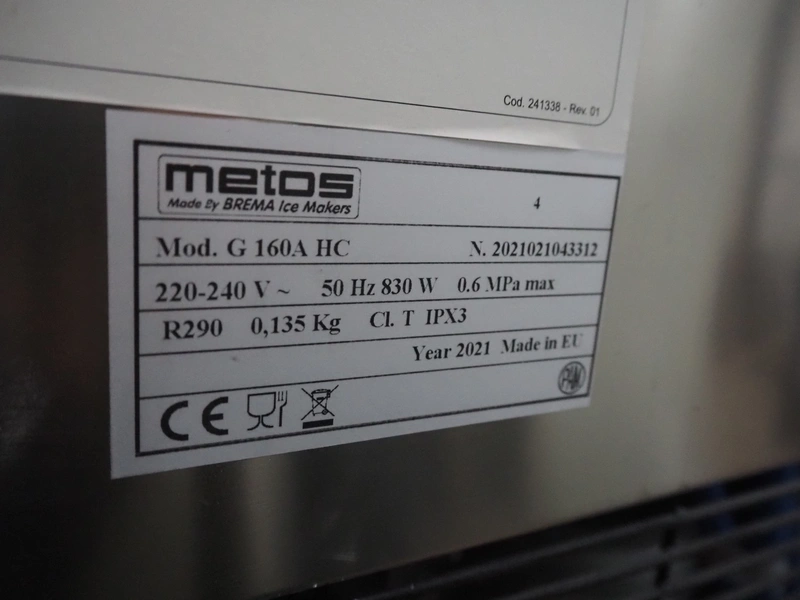 Cod. 241338 - Rev. 01
metos
Made By BREMA Ice Makers
4
Mod. G 160A HC N. 2021021043312
220-240 V ~ 50 Hz 830 W 0.6 MPa max
R290 0,135 Kg Cl. T IPX3
Year 2021 Made in EU
CE